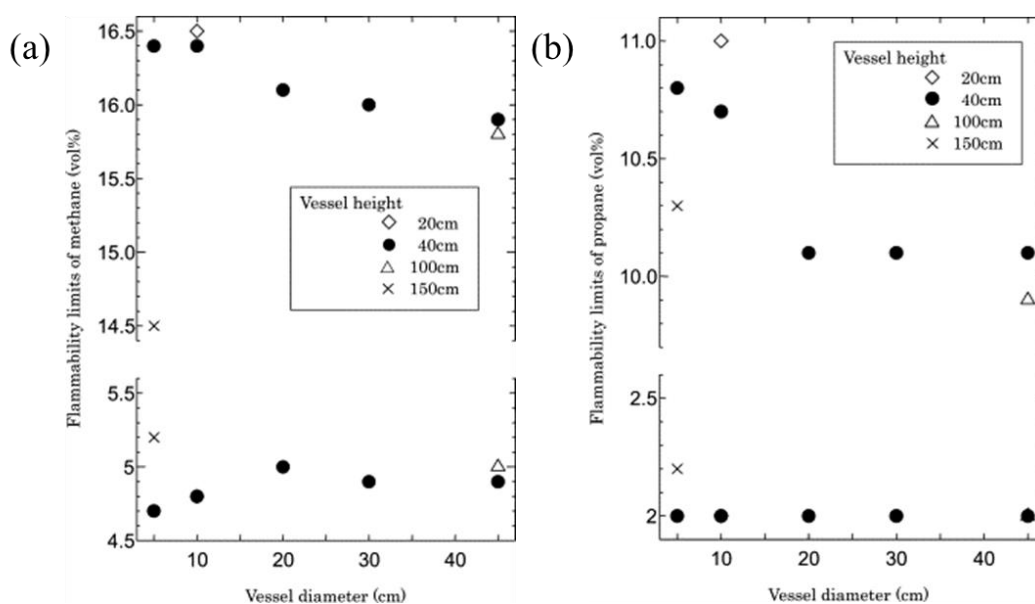 (a)
Flammability limits of methane (vol%)
16.5
16.0
15.5
15.0
14.5
5.5
5
4.5
Vessel height
20cm
40cm
100cm
150cm
10
20
30
40
Vessel diameter (cm)
(b)
Flammability limits of propane (vol%)
11.0
10.5
10.0
2.5
2
Vessel height
20cm
40cm
100cm
150cm
10
20
30
40
Vessel diameter (cm)